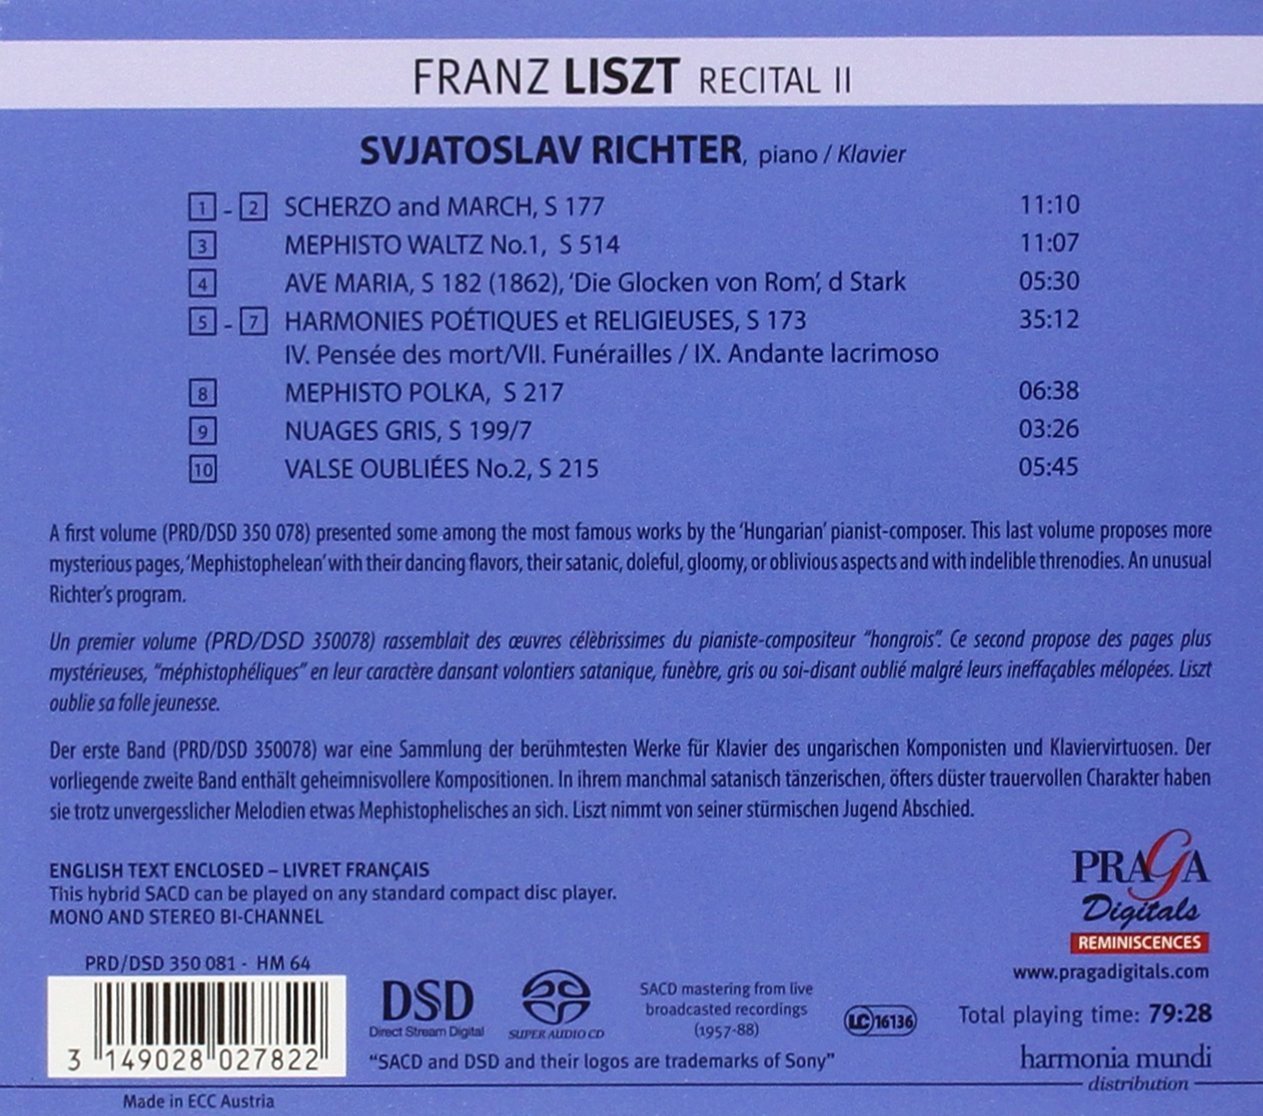 FRANZ LISZT RECITAL II
SVJATOSLAV RICHTER, piano / Klavier
1 - 2 SCHERZO and MARCH, S 177 11:10
3 MEPHISTO WALTZ No.1, S 514 11:07
4 AVE MARIA, S 182 (1862), ‘Die Glocken von Rom’, d Stark 05:30
5 - 7 HARMONIES POÉTIQUES et RELIGIEUSES, S 173 35:12
IV. Pensée des mort/VII. Funérailles / IX. Andante lacrimoso
8 MEPHISTO POLKA, S 217 06:38
9 NUAGES GRIS, S 199/7 03:26
10 VALSE OUBLIÉES No.2, S 215 05:45
A first volume (PRD/DSD 350 078) presented some among the most famous works by the ‘Hungarian’ pianist-composer. This last volume proposes more
mysterious pages, ‘Mephistophelean’ with their dancing flavors, their satanic, doleful, gloomy, or oblivious aspects and with indelible threnodies. An unusual
Richter’s program.
Un premier volume (PRD/DSD 350078) rassemblait des œuvres célèbrissimes du pianiste-compositeur “hongrois”. Ce second propose des pages plus
mystérieuses, “méphistophéliques” en leur caractère dansant volontiers satanique, funèbre, gris ou soi-disant oublié malgré leurs ineffaçables mélopées. Liszt
oublie sa folle jeunesse.
Der erste Band (PRD/DSD 350078) war eine Sammlung der berühmtesten Werke für Klavier des ungarischen Komponisten und Klaviervirtuosen. Der
vorliegende zweite Band enthält geheimnisvollere Kompositionen. In ihrem manchmal satanisch tänzerischen, öfters düster trauervollen Charakter haben
sie trotz unvergesslicher Melodien etwas Mephistophelisches an sich. Liszt nimmt von seiner stürmischen Jugend Abschied.
ENGLISH TEXT ENCLOSED – LIVRET FRANÇAIS
This hybrid SACD can be played on any standard compact disc player.
MONO AND STEREO BI-CHANNEL
PRAGA
Digitals
REMINISCENCES
www.pragadigitals.com
PRD/DSD 350 081 - HM 64
3 149028 027822
DSD
Direct Stream Digital
SUPER AUDIO CD
SACD mastering from live
broadcasted recordings
(1957-88)
LC 16136
Total playing time: 79:28
“SACD and DSD and their logos are trademarks of Sony”
harmonia mundi
distribution
Made in ECC Austria